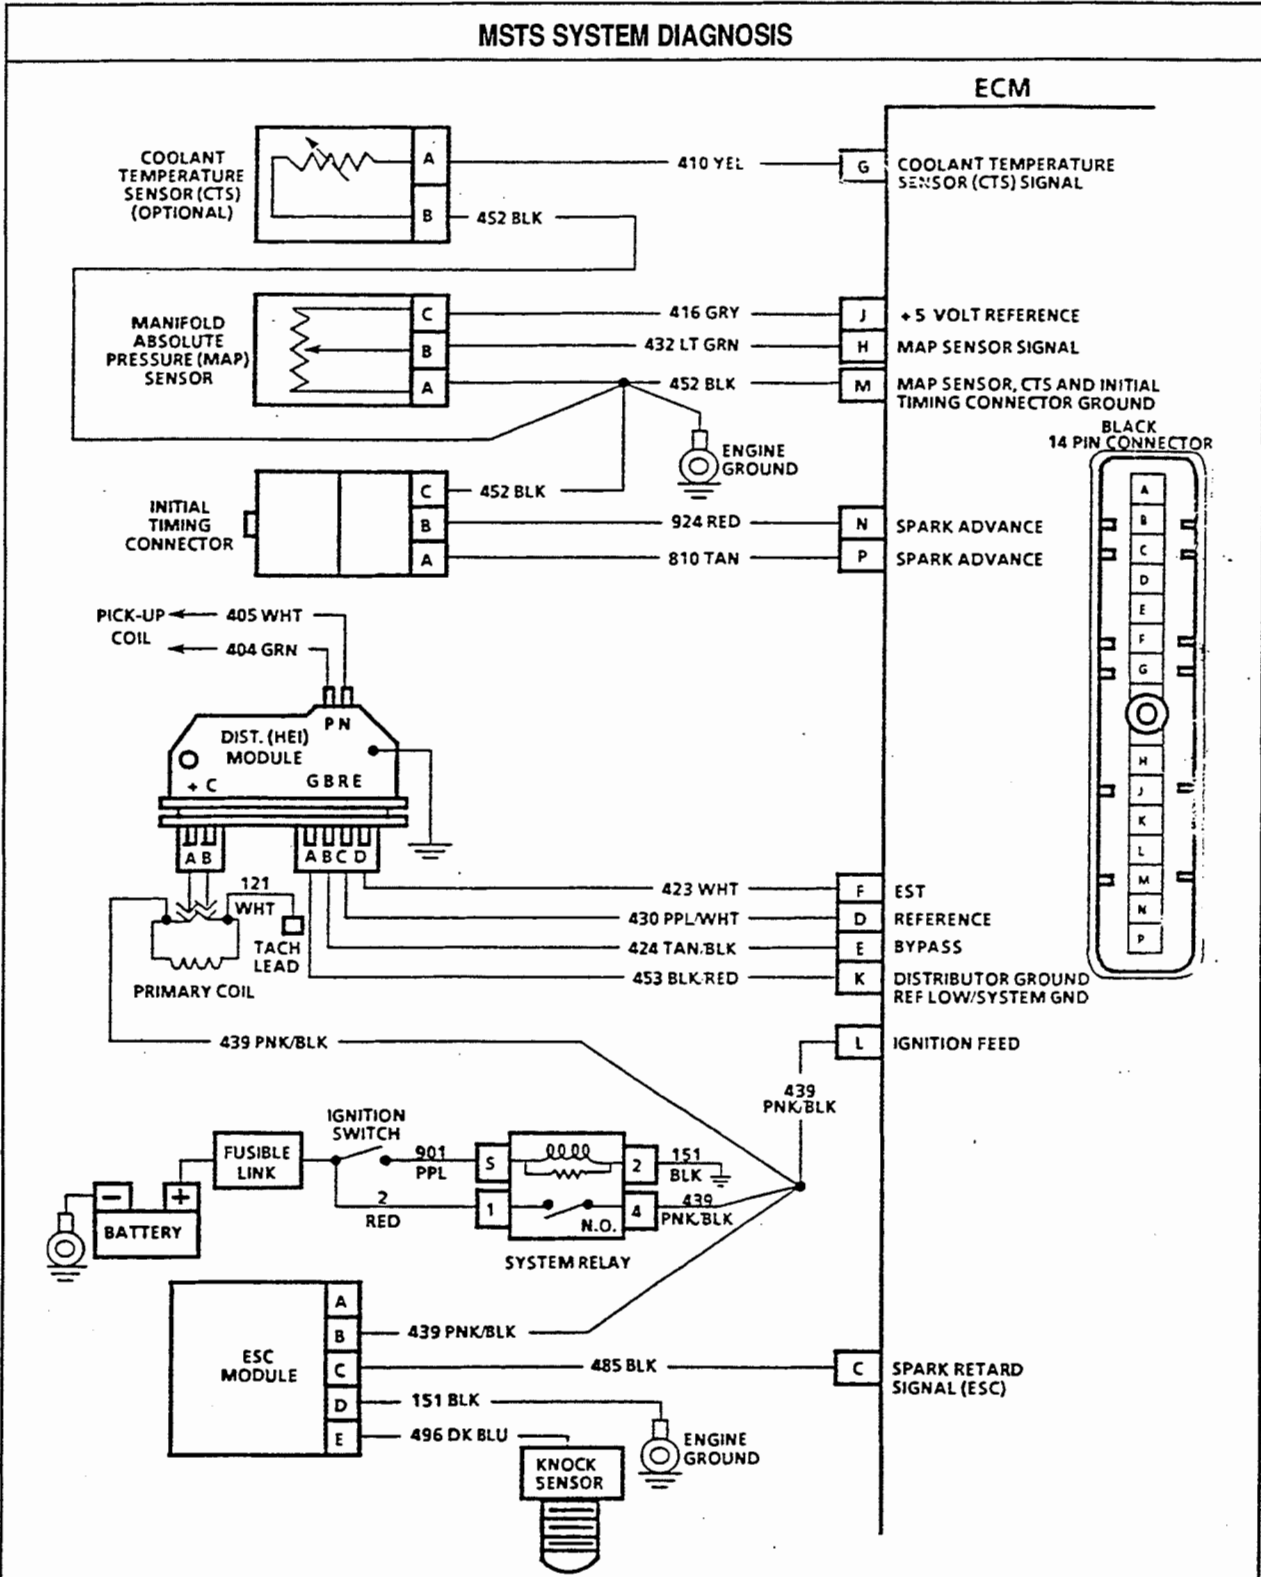 MSTS SYSTEM DIAGNOSIS
ECM
COOLANT
TEMPERATURE
SENSOR (CTS)
(OPTIONAL)
A
B
410 YEL
452 BLK
G
COOLANT TEMPERATURE
SENSOR (CTS) SIGNAL
MANIFOLD
ABSOLUTE
PRESSURE (MAP)
SENSOR
C
B
A
416 GRY
432 LT GRN
452 BLK
J
H
M
+5 VOLT REFERENCE
MAP SENSOR SIGNAL
MAP SENSOR, CTS AND INITIAL
TIMING CONNECTOR GROUND
ENGINE
GROUND
BLACK
14 PIN CONNECTOR
A
B
C
D
E
F
G
H
J
K
L
M
N
P
INITIAL
TIMING
CONNECTOR
C
B
A
452 BLK
924 RED
810 TAN
N
P
SPARK ADVANCE
SPARK ADVANCE
PICK-UP
COIL
405 WHT
404 GRN
P N
DIST. (HEI)
MODULE
+ C
G B R E
A B
A B C D
121
WHT
TACH
LEAD
PRIMARY COIL
423 WHT
430 PPL/WHT
424 TAN/BLK
453 BLK/RED
F
D
E
K
EST
REFERENCE
BYPASS
DISTRIBUTOR GROUND
REF LOW/SYSTEM GND
439 PNK/BLK
L
IGNITION FEED
439
PNK/BLK
IGNITION
SWITCH
FUSIBLE
LINK
901
PPL
2
RED
5
1
2
4
N.O.
151
BLK
439
PNK/BLK
SYSTEM RELAY
−
+
BATTERY
ESC
MODULE
A
B
C
D
E
439 PNK/BLK
485 BLK
151 BLK
496 DK BLU
C
SPARK RETARD
SIGNAL (ESC)
ENGINE
GROUND
KNOCK
SENSOR